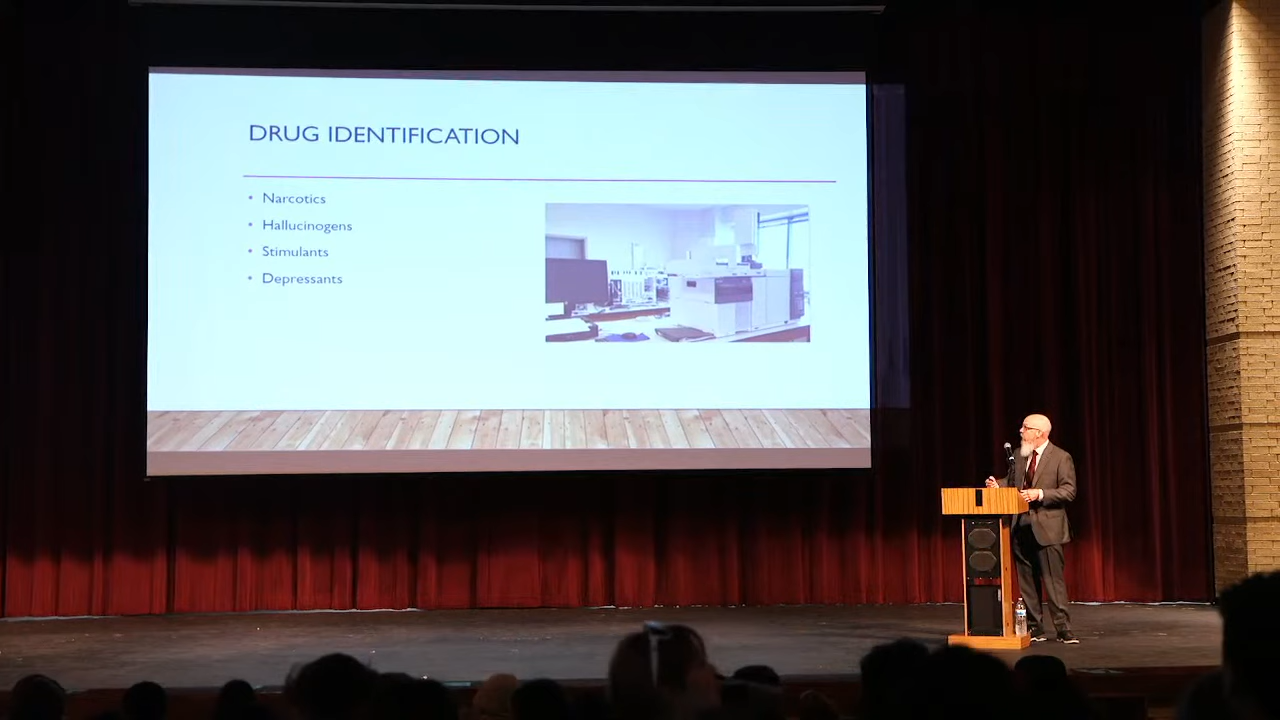 DRUG IDENTIFICATION
• Narcotics
• Hallucinogens
• Stimulants
• Depressants